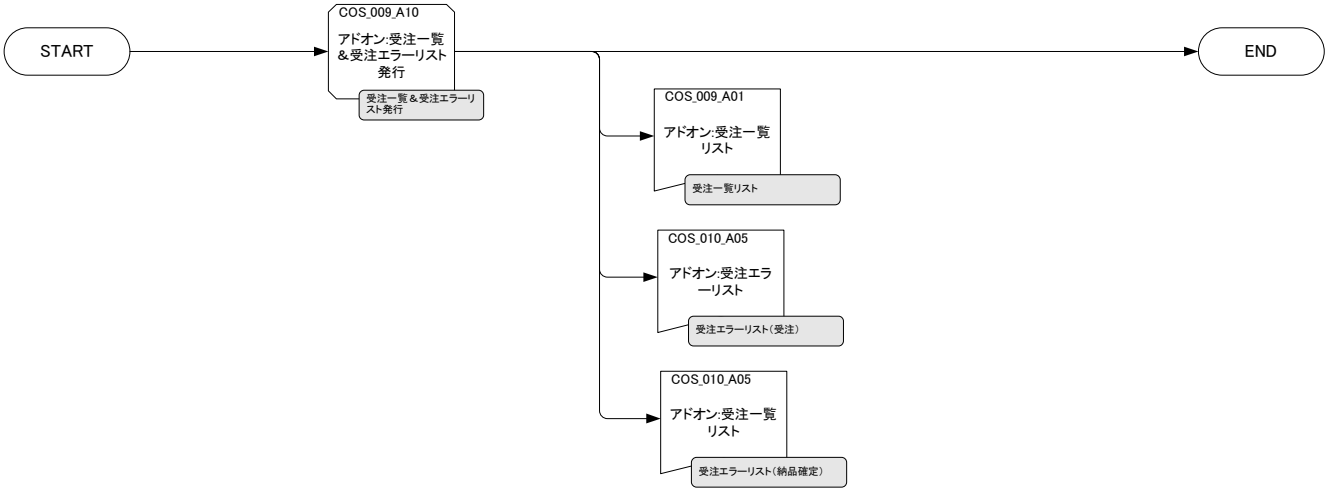 START
COS_009_A10
アドオン:受注一覧
＆受注エラーリスト
発行
受注一覧＆受注エラーリ
スト発行
END
COS_009_A01
アドオン:受注一覧
リスト
受注一覧リスト
COS_010_A05
アドオン:受注エラ
ーリスト
受注エラーリスト（受注）
COS_010_A05
アドオン:受注一覧
リスト
受注エラーリスト（納品確定）